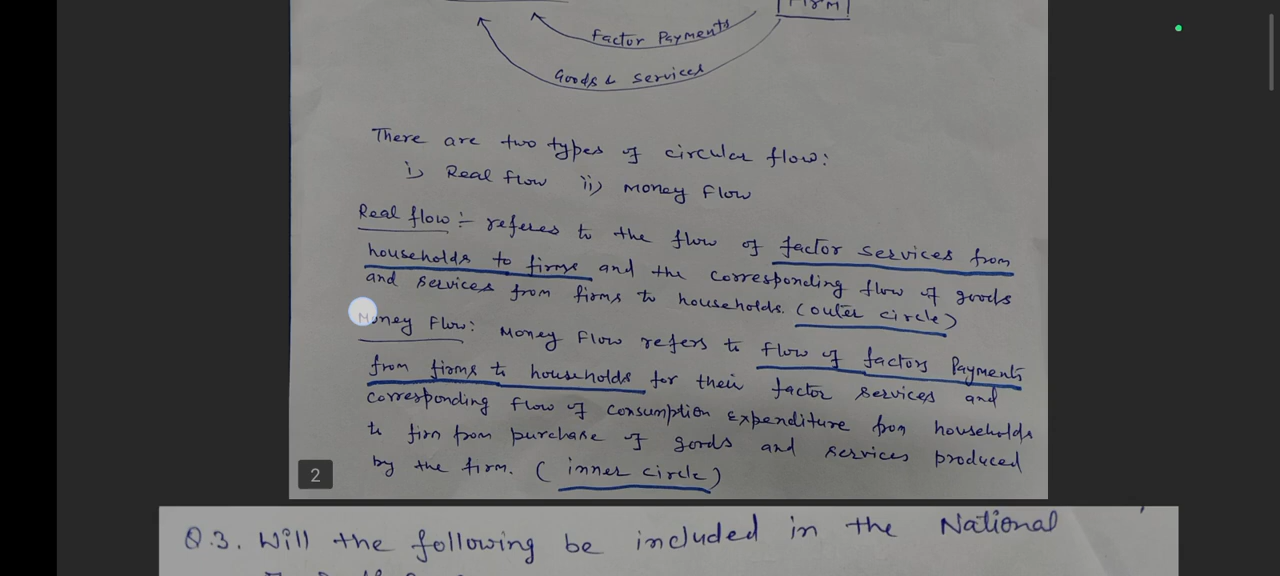 Firm
Factor Payments
Goods & Services
There are two types of circular flow:
i) Real flow ii) Money Flow
Real flow :- referes to the flow of factor services from
households to firms and the corresponding flow of goods
and services from firms to households. (outer circle)
Money Flow: Money Flow refers to flow of factors Payments
from firms to households for their factor services and
corresponding flow of consumption expenditure from households
to firm from purchase of goods and services produced
by the firm. (inner circle)
2
Q.3. Will the following be included in the National